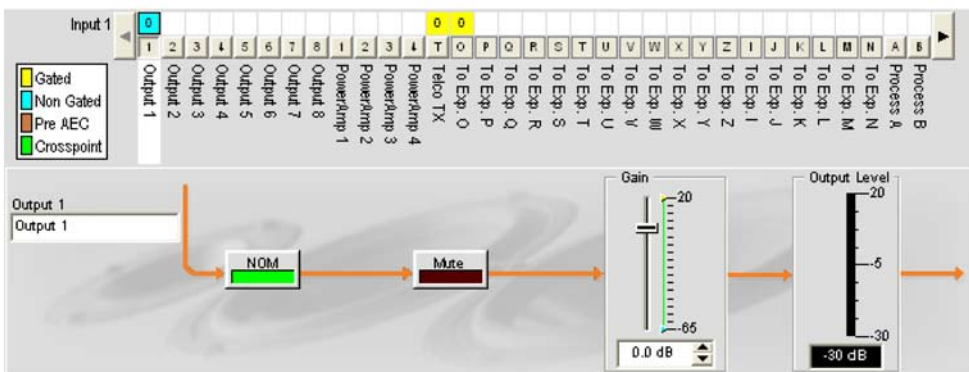 Input 1 0 0 0
1 2 3 4 5 6 7 8 1 2 3 4 T O P Q R S T U V W X Y Z I J K L M N A B
Gated
Non Gated
Pre AEC
Crosspoint
Output 1
Output 2
Output 3
Output 4
Output 5
Output 6
Output 7
Output 8
PowerAmp 1
PowerAmp 2
PowerAmp 3
PowerAmp 4
Telco TX
To Exp. O
To Exp. P
To Exp. Q
To Exp. R
To Exp. S
To Exp. T
To Exp. U
To Exp. V
To Exp. W
To Exp. X
To Exp. Y
To Exp. Z
To Exp. I
To Exp. J
To Exp. K
To Exp. L
To Exp. M
To Exp. N
Process A
Process B
Output 1
Output 1
NOM
Mute
Gain
20
-65
0.0 dB
Output Level
20
-5
-30
-30 dB